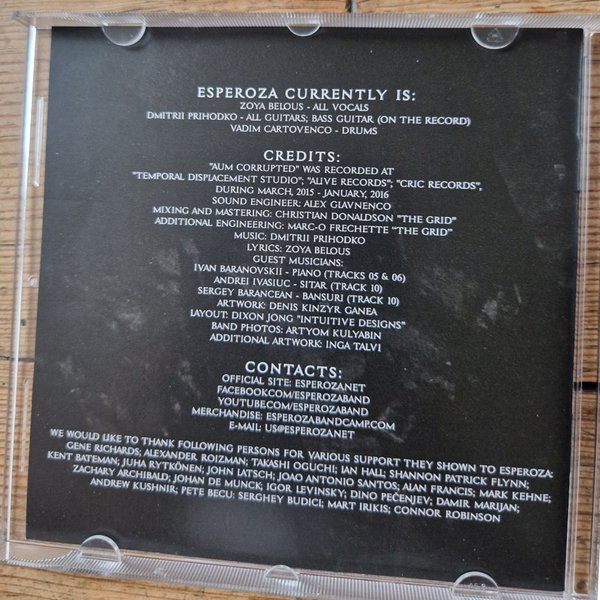 ESPEROZA CURRENTLY IS:
ZOYA BELOUS - ALL VOCALS
DMITRII PRIHODKO - ALL GUITARS; BASS GUITAR (ON THE RECORD)
VADIM CARTOVENCO - DRUMS
CREDITS:
"AUM CORRUPTED" WAS RECORDED AT
"TEMPORAL DISPLACEMENT STUDIO"; "ALIVE RECORDS"; "CRIC RECORDS",
DURING MARCH, 2015 - JANUARY, 2016
SOUND ENGINEER: ALEX GIAVNENCO
MIXING AND MASTERING: CHRISTIAN DONALDSON "THE GRID"
ADDITIONAL ENGINEERING: MARC-O FRECHETTE "THE GRID"
MUSIC: DMITRII PRIHODKO
LYRICS: ZOYA BELOUS
GUEST MUSICIANS:
IVAN BARANOVSKII - PIANO (TRACKS 05 & 06)
ANDREI IVASIUC - SITAR (TRACK 10)
SERGEY BARANCEAN - BANSURI (TRACK 10)
ARTWORK: DENIS KINZYR GANEA
LAYOUT: DIXON JONG "INTUITIVE DESIGNS"
BAND PHOTOS: ARTYOM KULYABIN
ADDITIONAL ARTWORK: INGA TALVI
CONTACTS:
OFFICIAL SITE: ESPEROZA.NET
FACEBOOK.COM/ESPEROZABAND
YOUTUBE.COM/ESPEROZABAND
MERCHANDISE: ESPEROZA.BANDCAMP.COM
E-MAIL: US@ESPEROZA.NET
WE WOULD LIKE TO THANK FOLLOWING PERSONS FOR VARIOUS SUPPORT THEY SHOWED TO ESPEROZA:
GENE RICHARDS; ALEXANDER ROIZMAN; TAKASHI OGUCHI; IAN HALL; SHANNON PATRICK FLYNN;
KENT BATEMAN; JUHA RYTKÖNEN; JOHN LATSCH; JOAO ANTONIO SANTOS; ALAN FRANCIS; MARK KEHNE;
ZACHARY ARCHIBALD; JOHAN DE MUNCK; IGOR LEVINSKY; DINO PEČENJEV; DAMIR MARIJAN;
ANDREW KUSHNIR; PETE BECU; SERGHEY BUDICI; MART IRIKIS; CONNOR ROBINSON